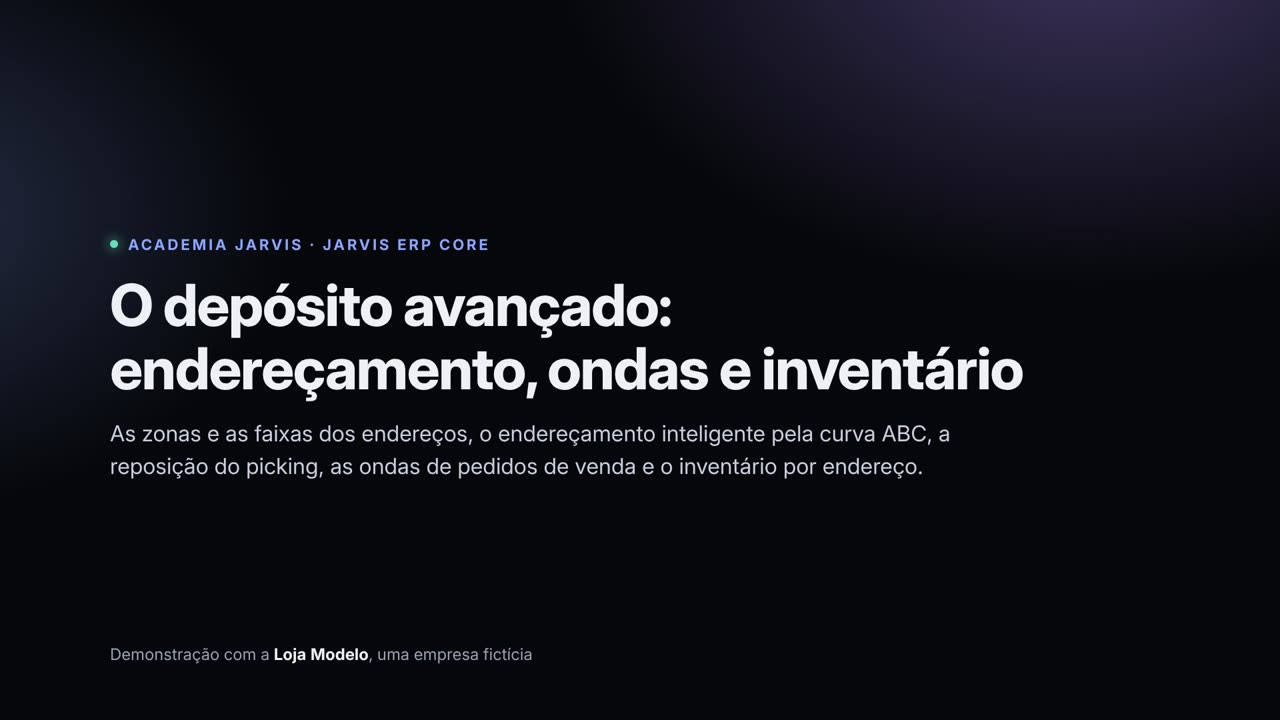 ACADEMIA JARVIS · JARVIS ERP CORE
O depósito avançado:
endereçamento, ondas e inventário
As zonas e as faixas dos endereços, o endereçamento inteligente pela curva ABC, a
reposição do picking, as ondas de pedidos de venda e o inventário por endereço.
Demonstração com a Loja Modelo, uma empresa fictícia